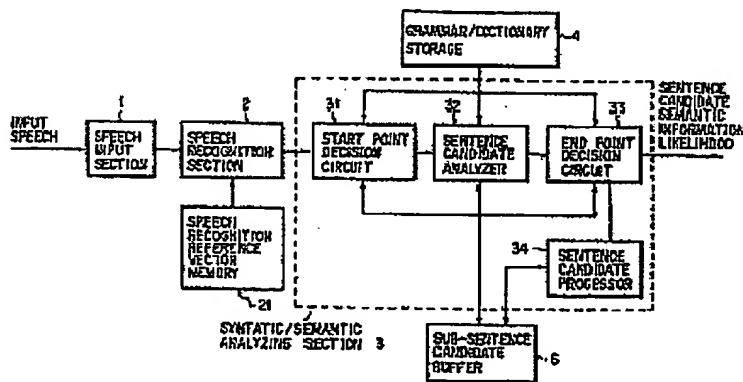 GRAMMAR/DICTIONARY
STORAGE
4
INPUT
SPEECH
1
SPEECH
INPUT
SECTION
2
SPEECH
RECOGNITION
SECTION
31
START POINT
DECISION
CIRCUIT
32
SENTENCE
CANDIDATE
ANALYZER
33
END POINT
DECISION
CIRCUIT
SENTENCE
CANDIDATE
SEMANTIC
INFORMATION
LIKELIHOOD
SPEECH
RECOGNITION
REFERENCE
VECTOR
MEMORY
21
34
SENTENCE
CANDIDATE
PROCESSOR
SYNTATIC/SEMANTIC
ANALYZING SECTION 3
SUB-SENTENCE
CANDIDATE
BUFFER
6